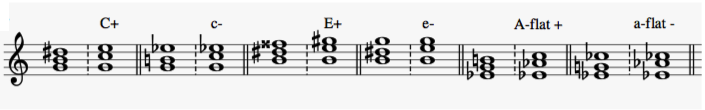 C+ c- E+ e- A-flat + a-flat -